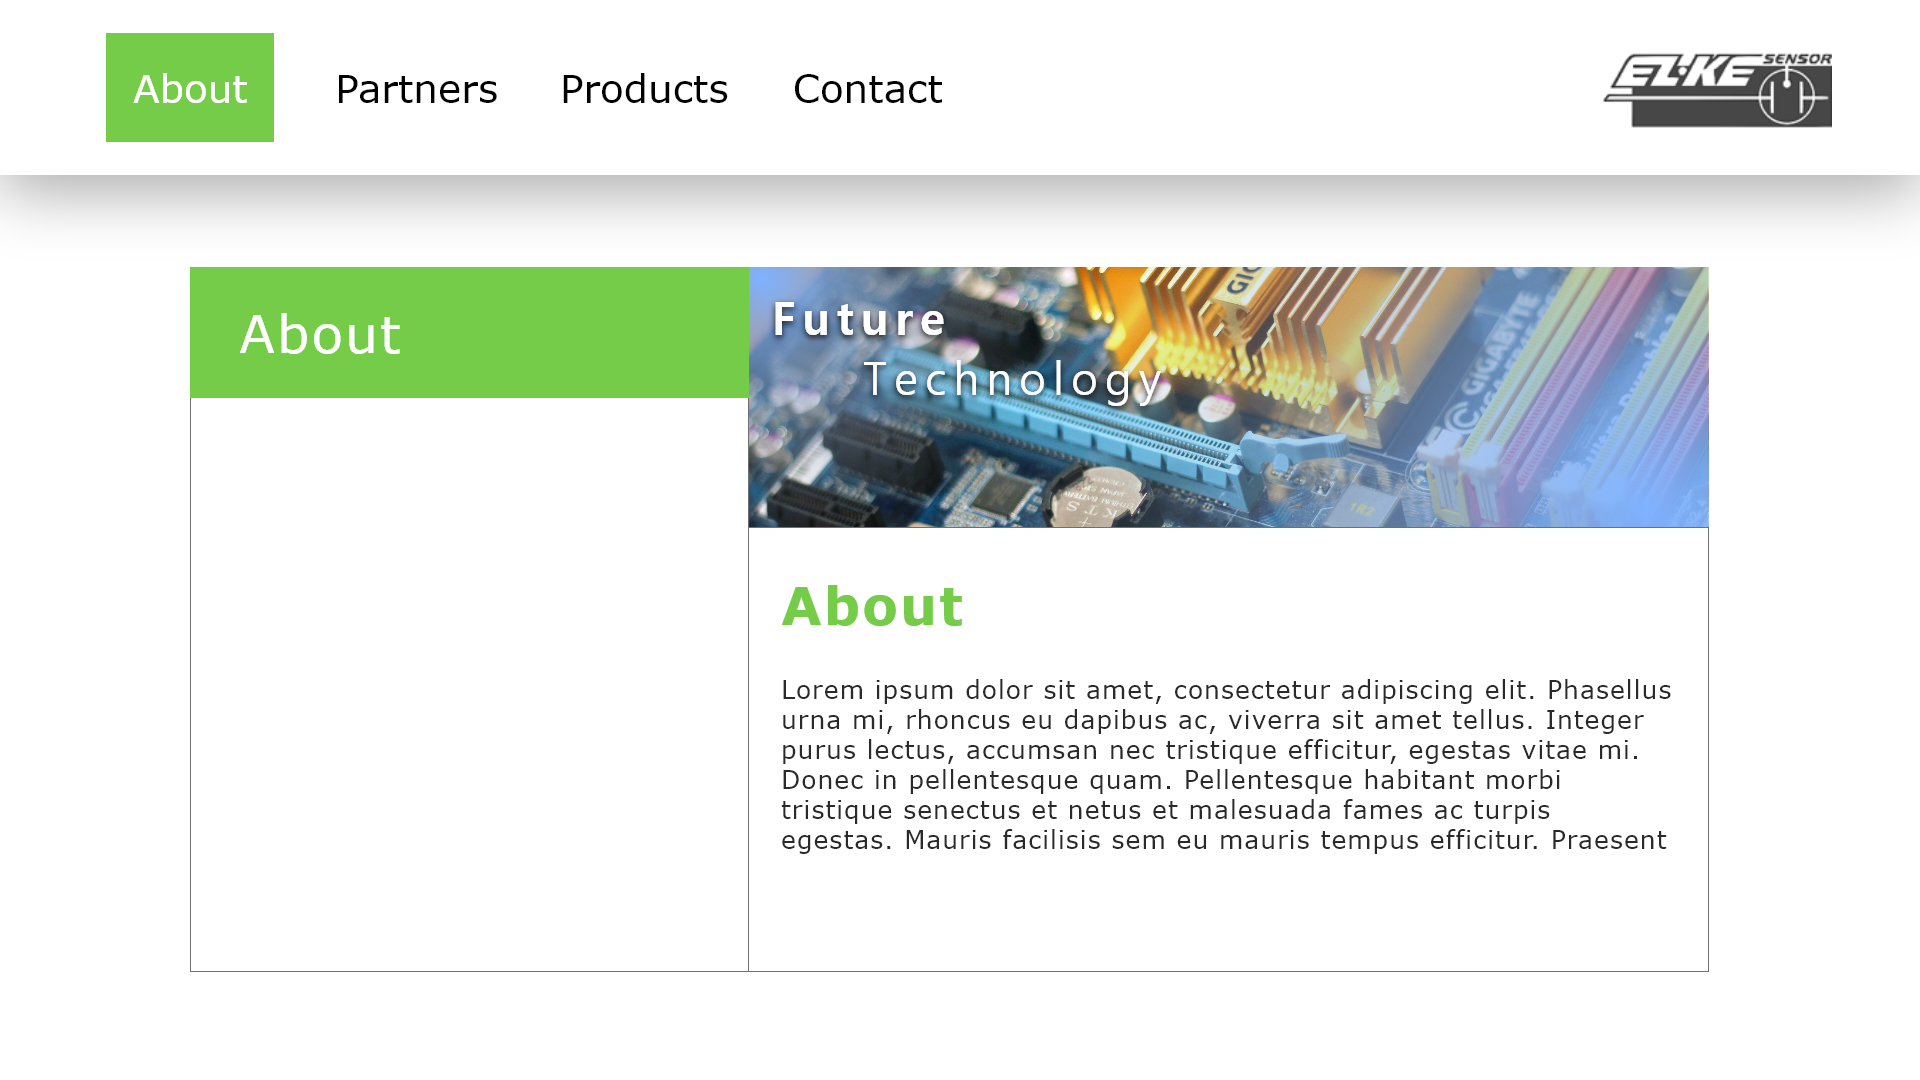 About
Partners
Products
Contact
EL·KE SENSOR
About
Future
Technology
GIGABYTE
About
Lorem ipsum dolor sit amet, consectetur adipiscing elit. Phasellus
urna mi, rhoncus eu dapibus ac, viverra sit amet tellus. Integer
purus lectus, accumsan nec tristique efficitur, egestas vitae mi.
Donec in pellentesque quam. Pellentesque habitant morbi
tristique senectus et netus et malesuada fames ac turpis
egestas. Mauris facilisis sem eu mauris tempus efficitur. Praesent